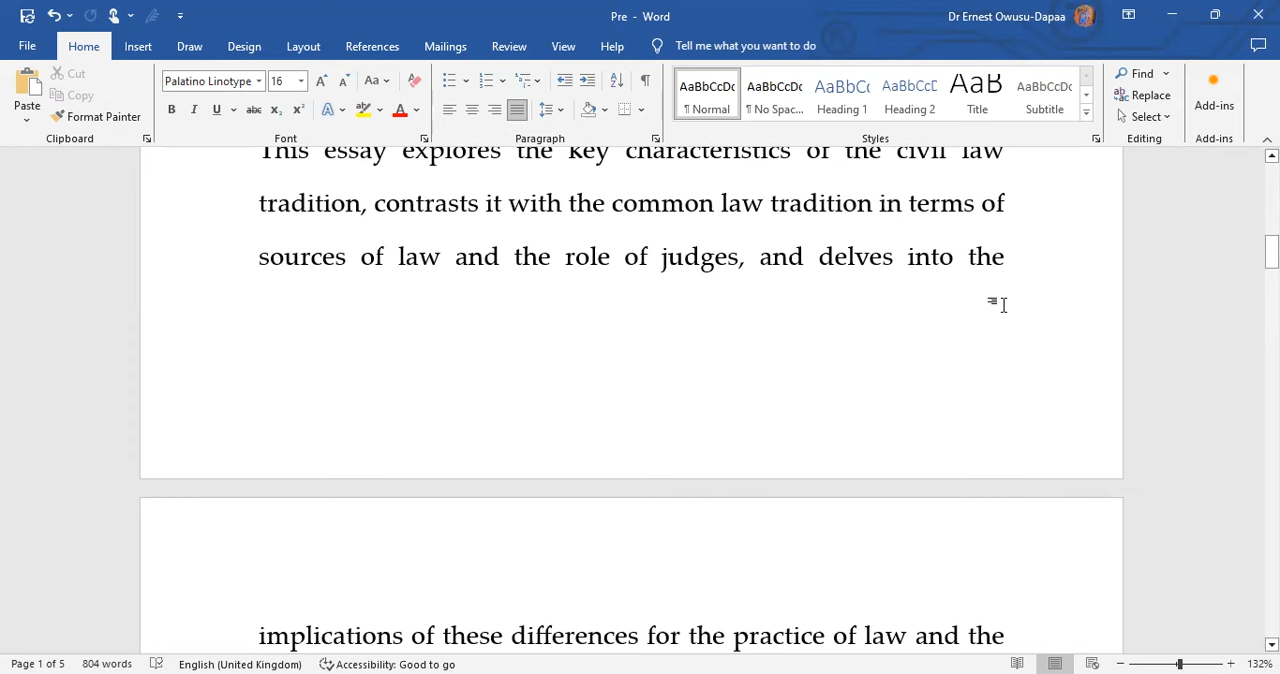 Pre - Word
Dr Ernest Owusu-Dapaa
File Home Insert Draw Design Layout References Mailings Review View Help Tell me what you want to do
Paste
Cut
Copy
Format Painter
Clipboard
Palatino Linotype 16
Aa
B I U abc x₂ x² A A
Font
Paragraph
AaBbCcDc AaBbCcDc AaBbCc AaBbCcD AaB AaBbCcDc
¶ Normal ¶ No Spac... Heading 1 Heading 2 Title Subtitle
Styles
Find
Replace
Select
Editing
Add-ins
Add-ins
This essay explores the key characteristics of the civil law
tradition, contrasts it with the common law tradition in terms of
sources of law and the role of judges, and delves into the
implications of these differences for the practice of law and the
Page 1 of 5 804 words English (United Kingdom) Accessibility: Good to go 132%